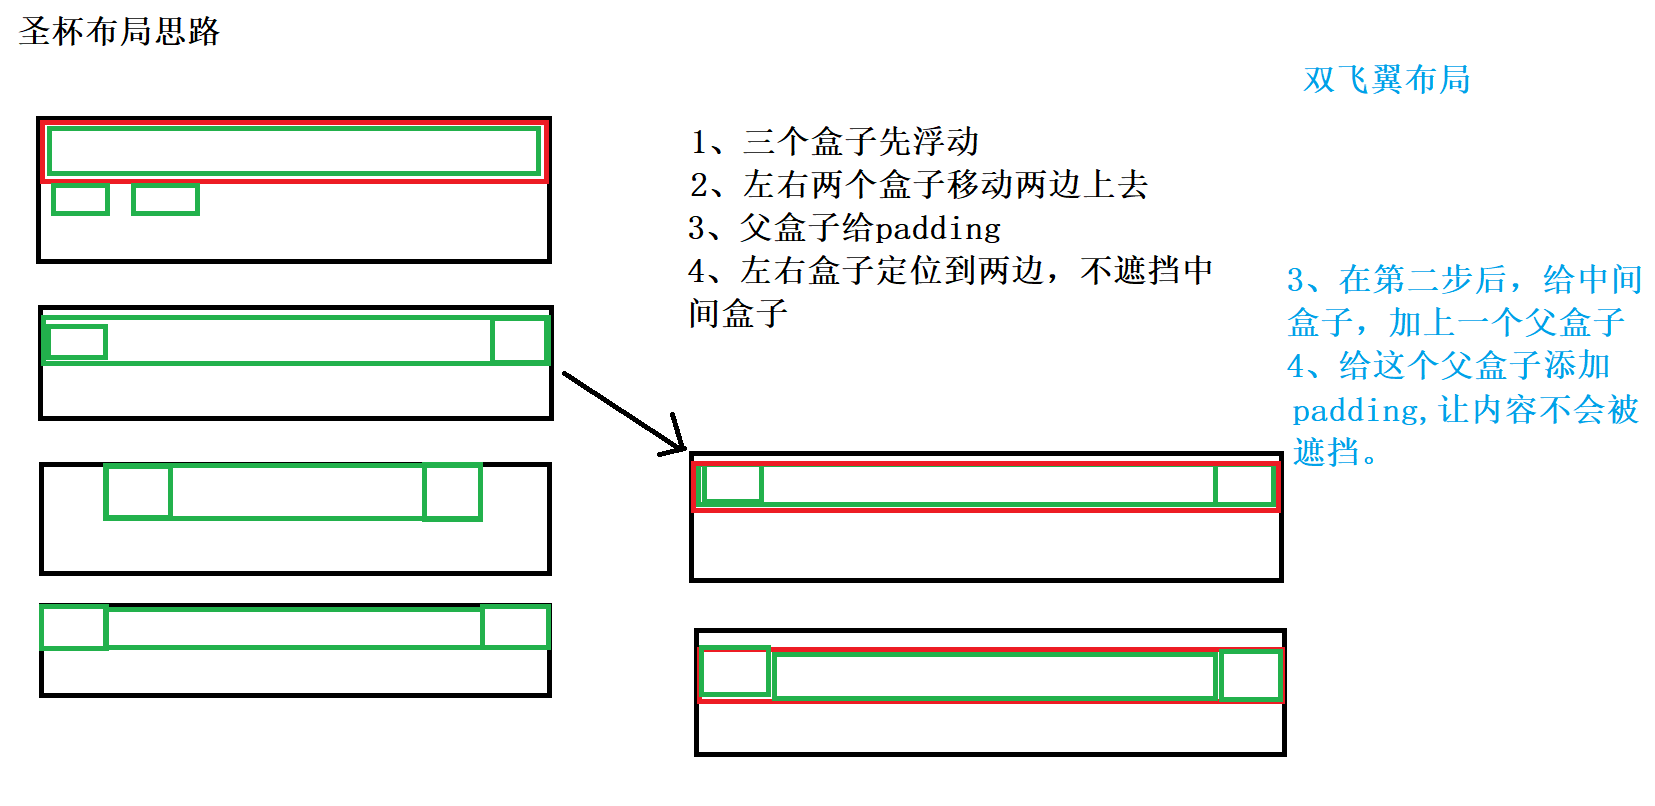 圣杯布局思路
双飞翼布局
1、三个盒子先浮动
2、左右两个盒子移动两边上去
3、父盒子给padding
4、左右盒子定位到两边，不遮挡中
间盒子
3、在第二步后，给中间
盒子，加上一个父盒子
4、给这个父盒子添加
padding,让内容不会被
遮挡。